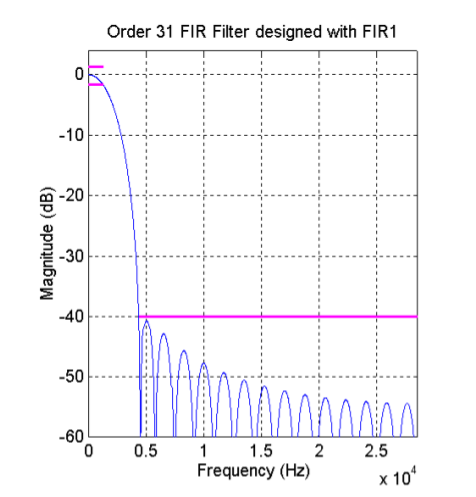 Order 31 FIR Filter designed with FIR1
Magnitude (dB)
0
-10
-20
-30
-40
-50
-60
0 0.5 1 1.5 2 2.5
Frequency (Hz)
x 10^4